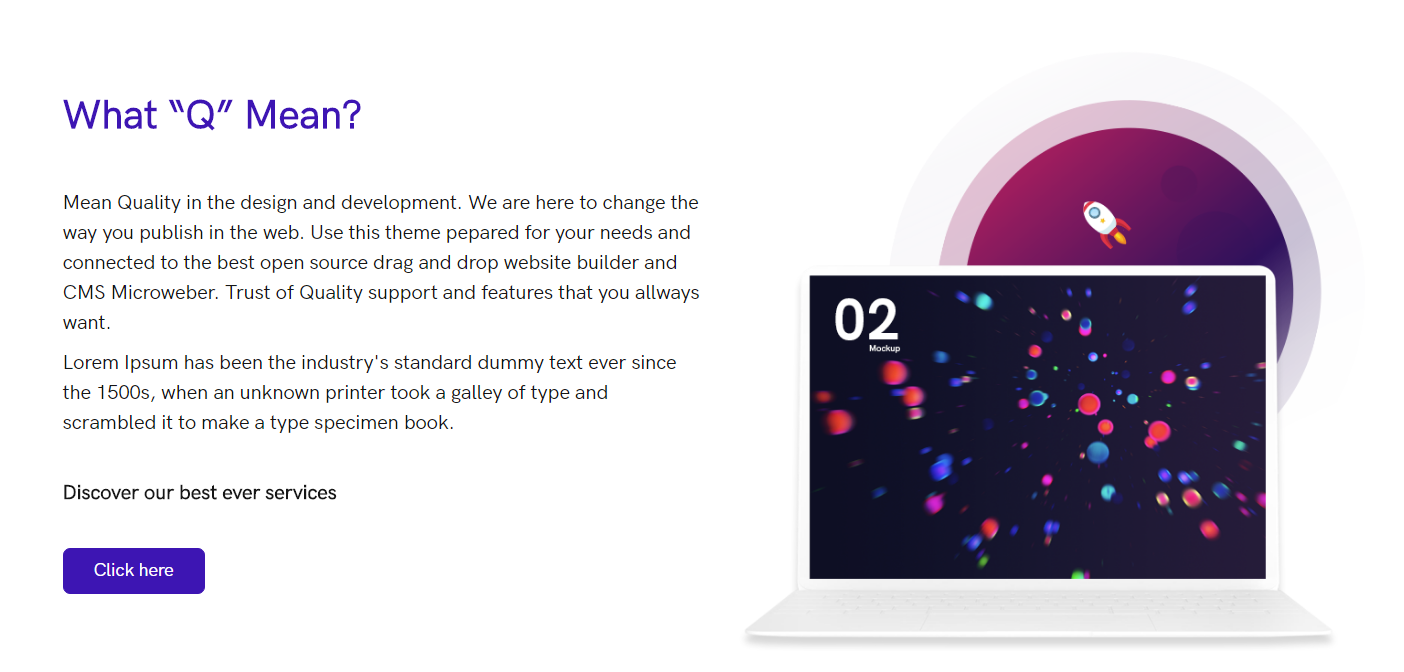 What “Q” Mean?
Mean Quality in the design and development. We are here to change the
way you publish in the web. Use this theme pepared for your needs and
connected to the best open source drag and drop website builder and
CMS Microweber. Trust of Quality support and features that you allways
want.
Lorem Ipsum has been the industry's standard dummy text ever since
the 1500s, when an unknown printer took a galley of type and
scrambled it to make a type specimen book.
Discover our best ever services
Click here
02
Mockup